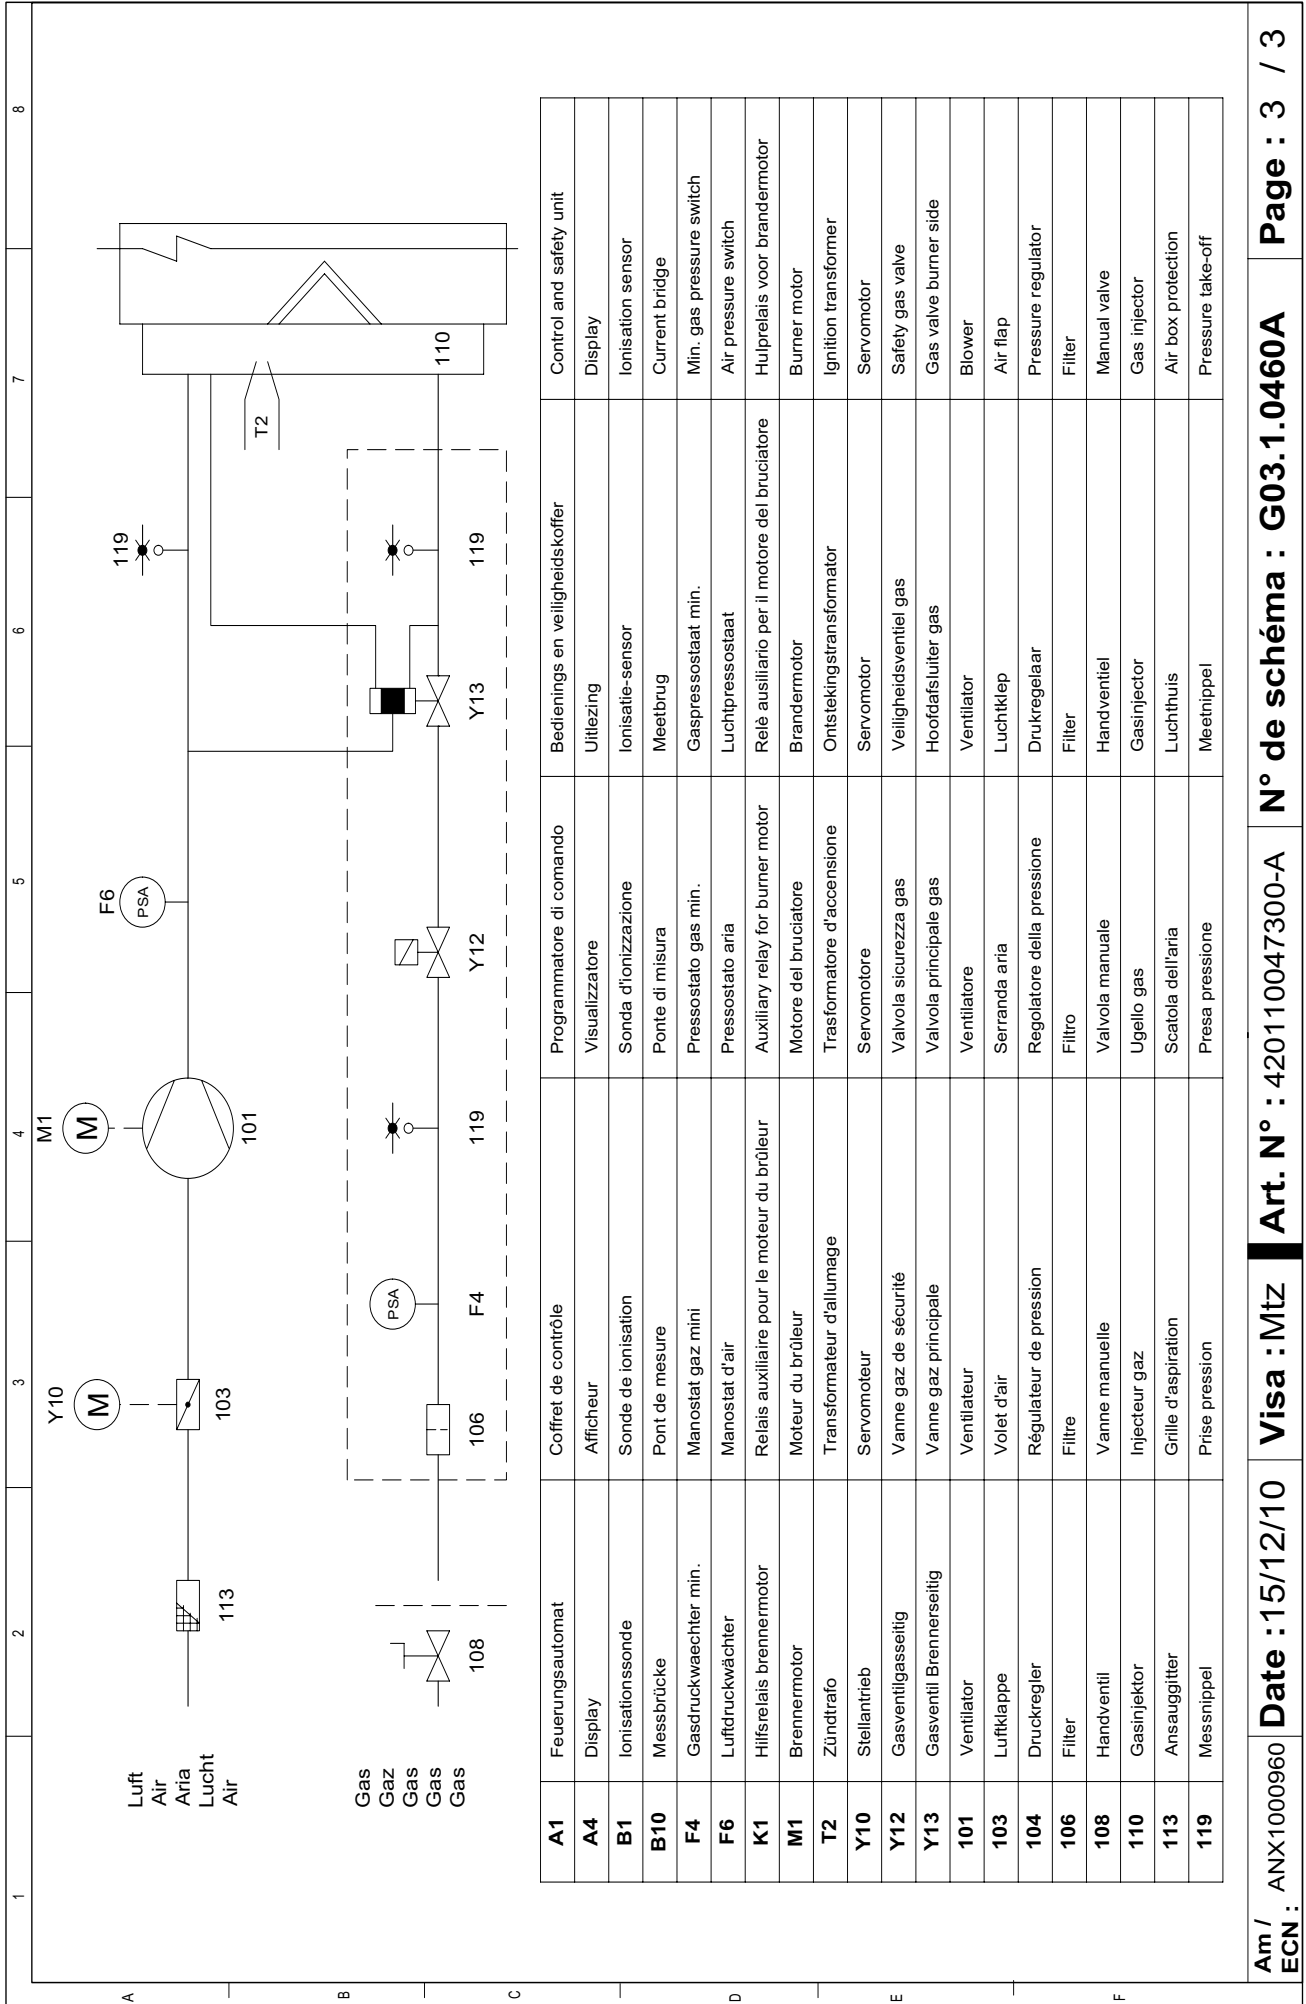 1 2 3 4 5 6 7 8
A
B
C
D
E
F
Luft
Air
Aria
Lucht
Air
113
Y10
M
103
M1
M
101
F6
PSA
119
T2
110
Gas
Gaz
Gas
Gas
Gas
108
106
PSA
F4
119
Y12
Y13
119
A1 Feuerungsautomat Coffret de contrôle Programmatore di comando Bedienings en veiligheidskoffer Control and safety unit
A4 Display Afficheur Visualizzatore Uitlezing Display
B1 Ionisationssonde Sonde de ionisation Sonda d'ionizzazione Ionisatie-sensor Ionisation sensor
B10 Messbrücke Pont de mesure Ponte di misura Meetbrug Current bridge
F4 Gasdruckwaechter min. Manostat gaz mini Pressostato gas min. Gaspressostaat min. Min. gas pressure switch
F6 Luftdruckwächter Manostat d'air Pressostato aria Luchtpressostaat Air pressure switch
K1 Hilfsrelais brennermotor Relais auxiliaire pour le moteur du brûleur Auxiliary relay for burner motor Relè ausiliario per il motore del bruciatore Hulprelais voor brandermotor
M1 Brennermotor Moteur du brûleur Motore del bruciatore Brandermotor Burner motor
T2 Zündtrafo Transformateur d'allumage Trasformatore d'accensione Ontstekingstransformator Ignition transformer
Y10 Stellantrieb Servomoteur Servomotore Servomotor Servomotor
Y12 Gasventilgasseitig Vanne gaz de sécurité Valvola sicurezza gas Veiligheidsventiel gas Safety gas valve
Y13 Gasventil Brennerseitig Vanne gaz principale Valvola principale gas Hoofdafsluiter gas Gas valve burner side
101 Ventilator Ventilateur Ventilatore Ventilator Blower
103 Luftklappe Volet d'air Serranda aria Luchtklep Air flap
104 Druckregler Régulateur de pression Regolatore della pressione Drukregelaar Pressure regulator
106 Filter Filtre Filtro Filter Filter
108 Handventil Vanne manuelle Valvola manuale Handventiel Manual valve
110 Gasinjektor Injecteur gaz Ugello gas Gasinjector Gas injector
113 Ansauggitter Grille d'aspiration Scatola dell'aria Luchthuis Air box protection
119 Messnippel Prise pression Presa pressione Meetnippel Pressure take-off
Am / ECN : ANX1000960 Date :15/12/10 Visa :Mtz Art. N° : 420110047300-A N° de schéma : G03.1.0460A Page : 3 / 3